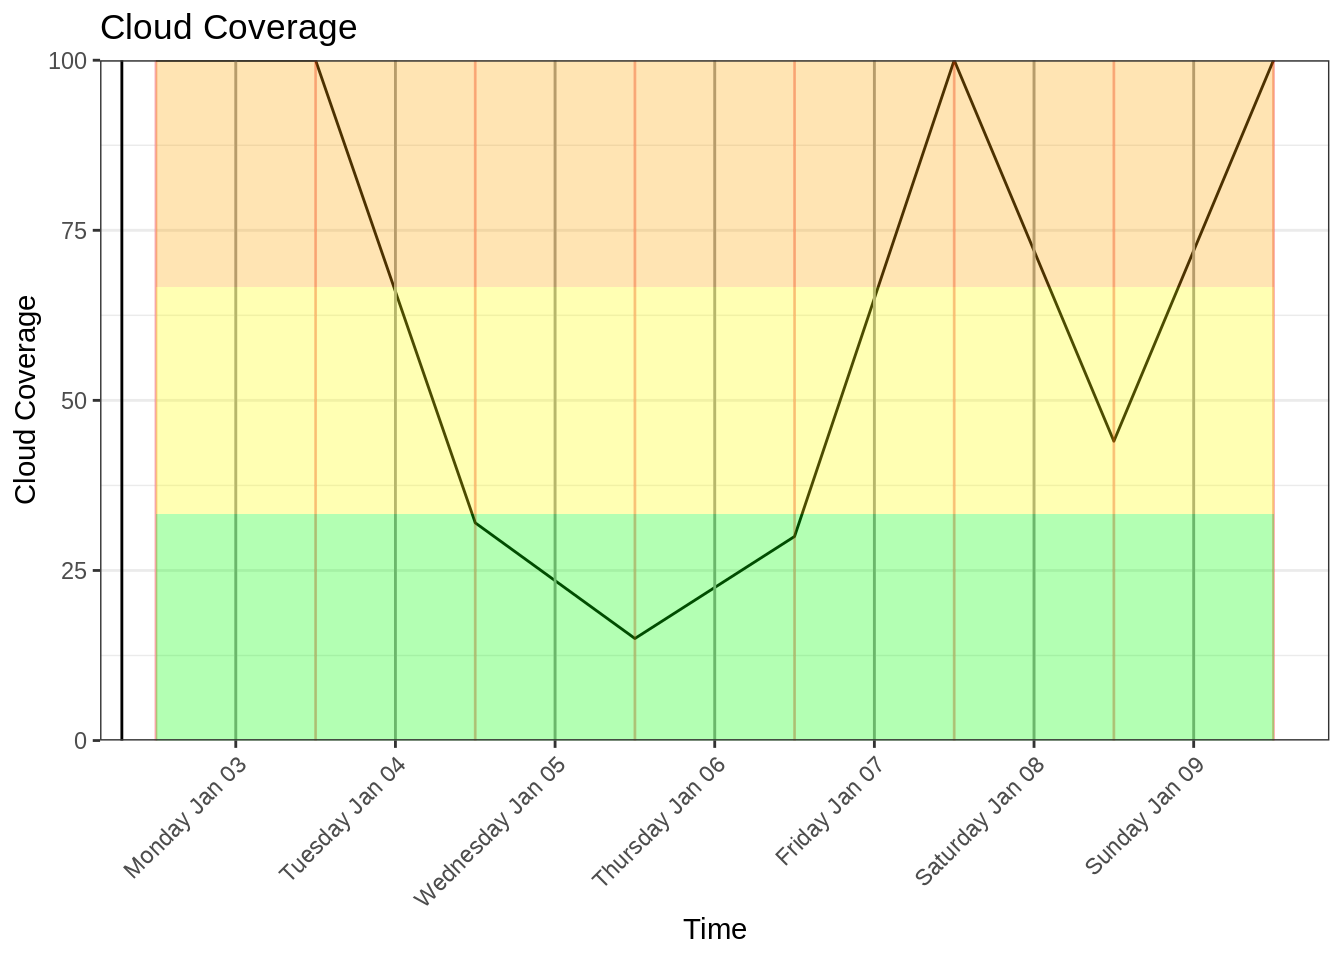 Cloud Coverage
100
75
50
25
0
Cloud Coverage
Monday Jan 03
Tuesday Jan 04
Wednesday Jan 05
Thursday Jan 06
Friday Jan 07
Saturday Jan 08
Sunday Jan 09
Time